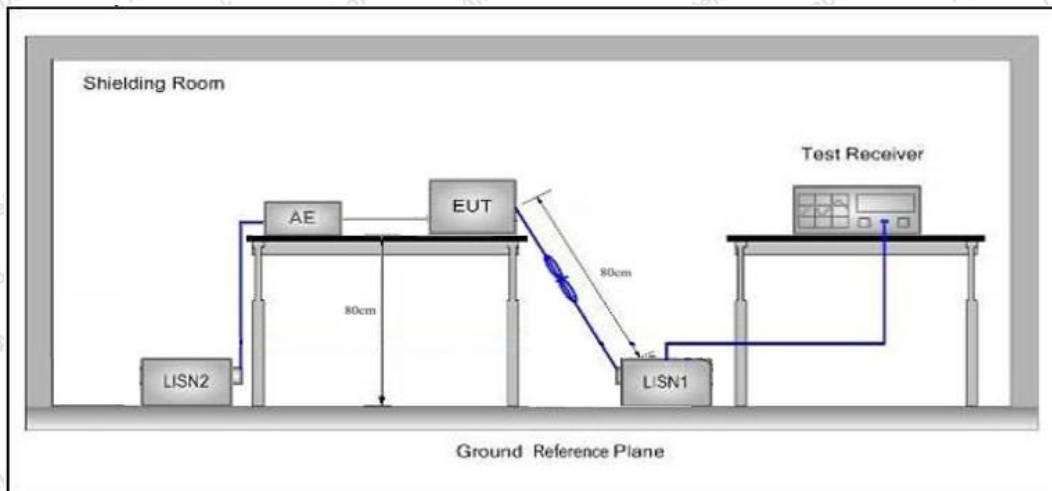 Shielding Room
Test Receiver
AE
EUT
80cm
80cm
LISN2
LISN1
Ground Reference Plane